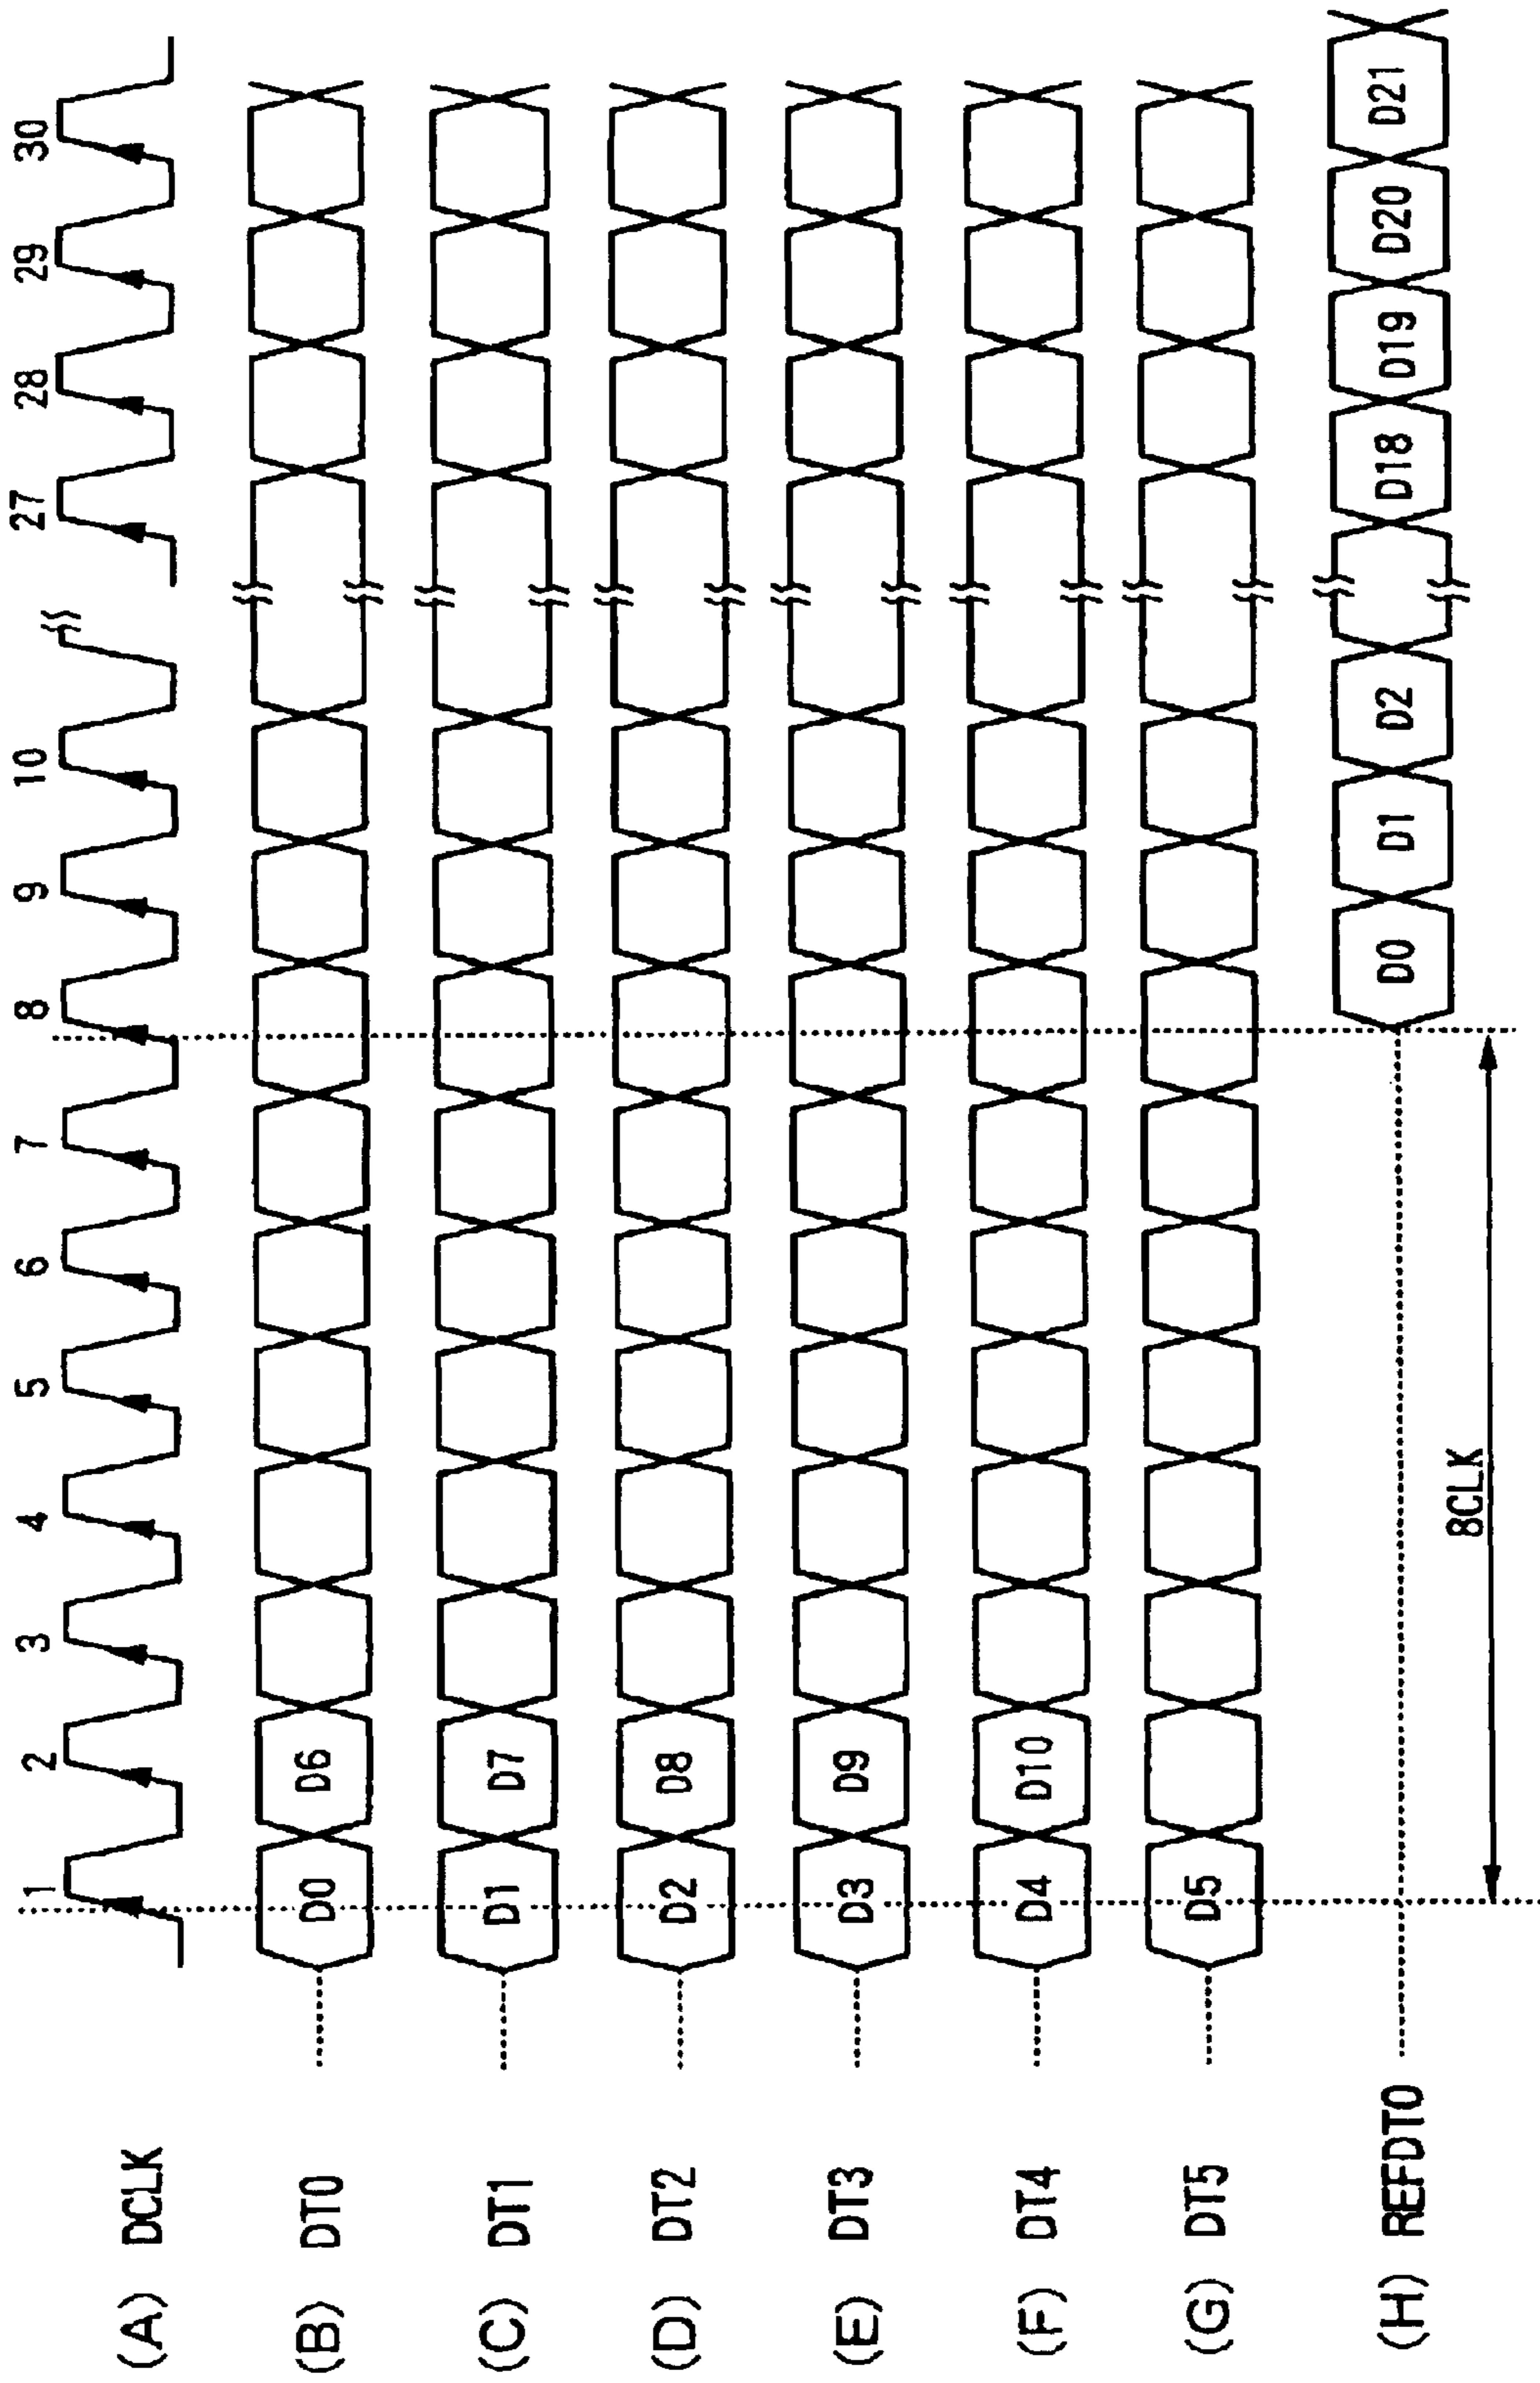 1 2 3 4 5 6 7 8 9 10 27 28 29 30
(A) DCLK
(B) DT0 D0 D6
(C) DT1 D1 D7
(D) DT2 D2 D8
(E) DT3 D3 D9
(F) DT4 D4 D10
(G) DT5 D5
(H) REFDT0 D0 D1 D2 D18 D19 D20 D21
8CLK